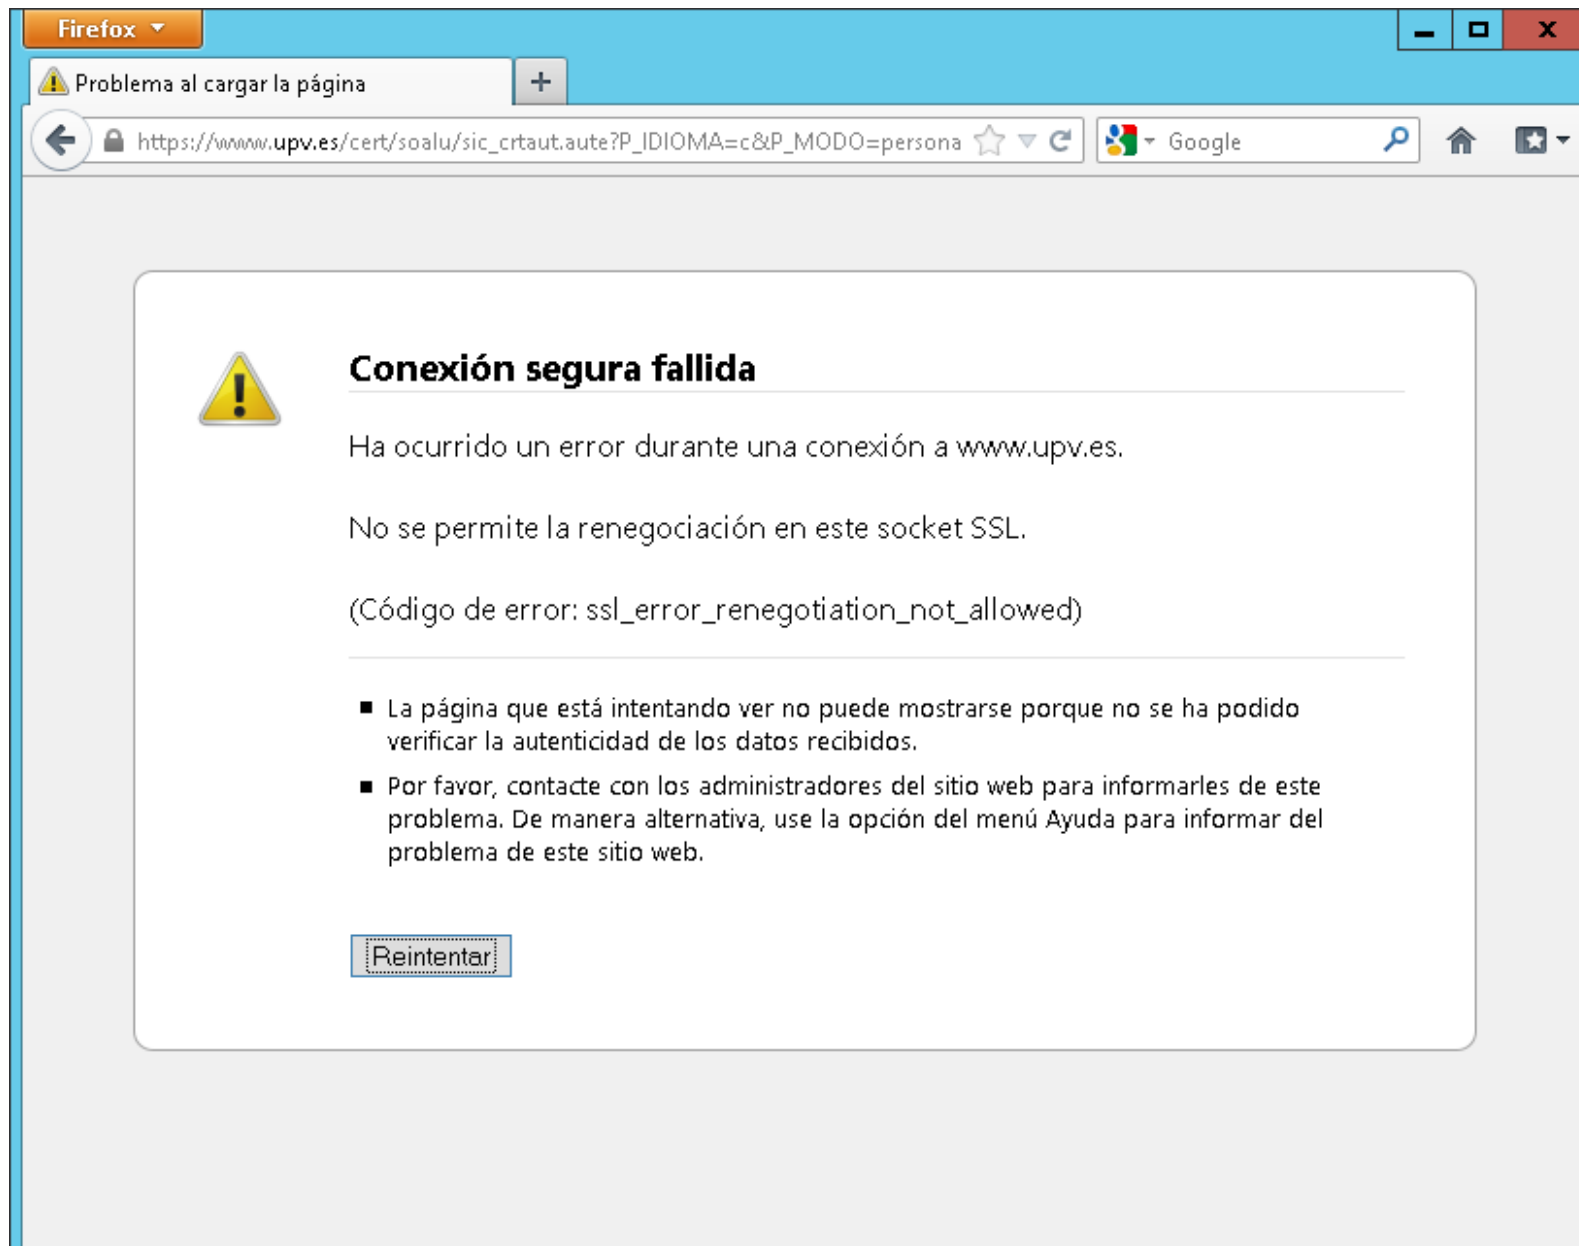 Firefox
Problema al cargar la página
https://www.upv.es/cert/soalu/sic_crtaut.aute?P_IDIOMA=c&P_MODO=persona
Google
Conexión segura fallida
Ha ocurrido un error durante una conexión a www.upv.es.
No se permite la renegociación en este socket SSL.
(Código de error: ssl_error_renegotiation_not_allowed)
La página que está intentando ver no puede mostrarse porque no se ha podido
verificar la autenticidad de los datos recibidos.
Por favor, contacte con los administradores del sitio web para informarles de este
problema. De manera alternativa, use la opción del menú Ayuda para informar del
problema de este sitio web.
Reintentar